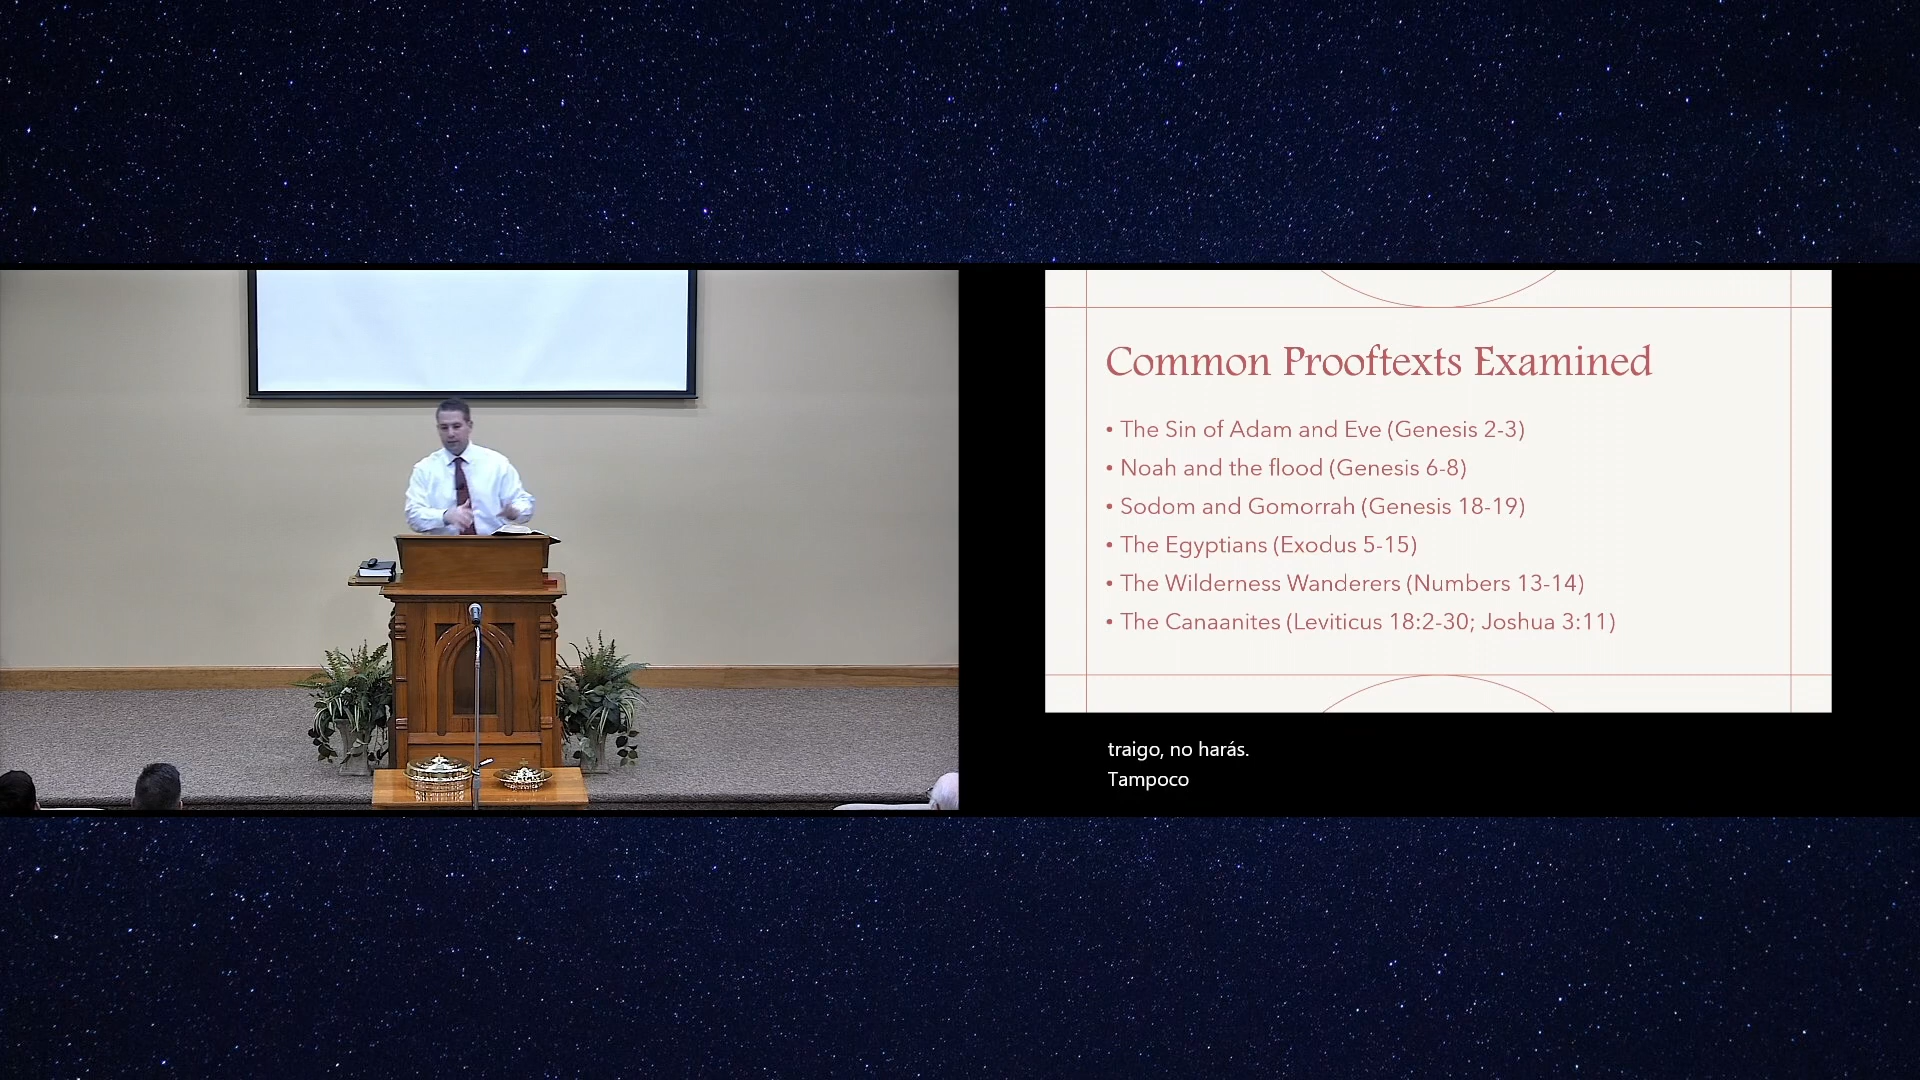 Common Prooftexts Examined
• The Sin of Adam and Eve (Genesis 2-3)
• Noah and the flood (Genesis 6-8)
• Sodom and Gomorrah (Genesis 18-19)
• The Egyptians (Exodus 5-15)
• The Wilderness Wanderers (Numbers 13-14)
• The Canaanites (Leviticus 18:2-30; Joshua 3:11)
traigo, no harás.
Tampoco